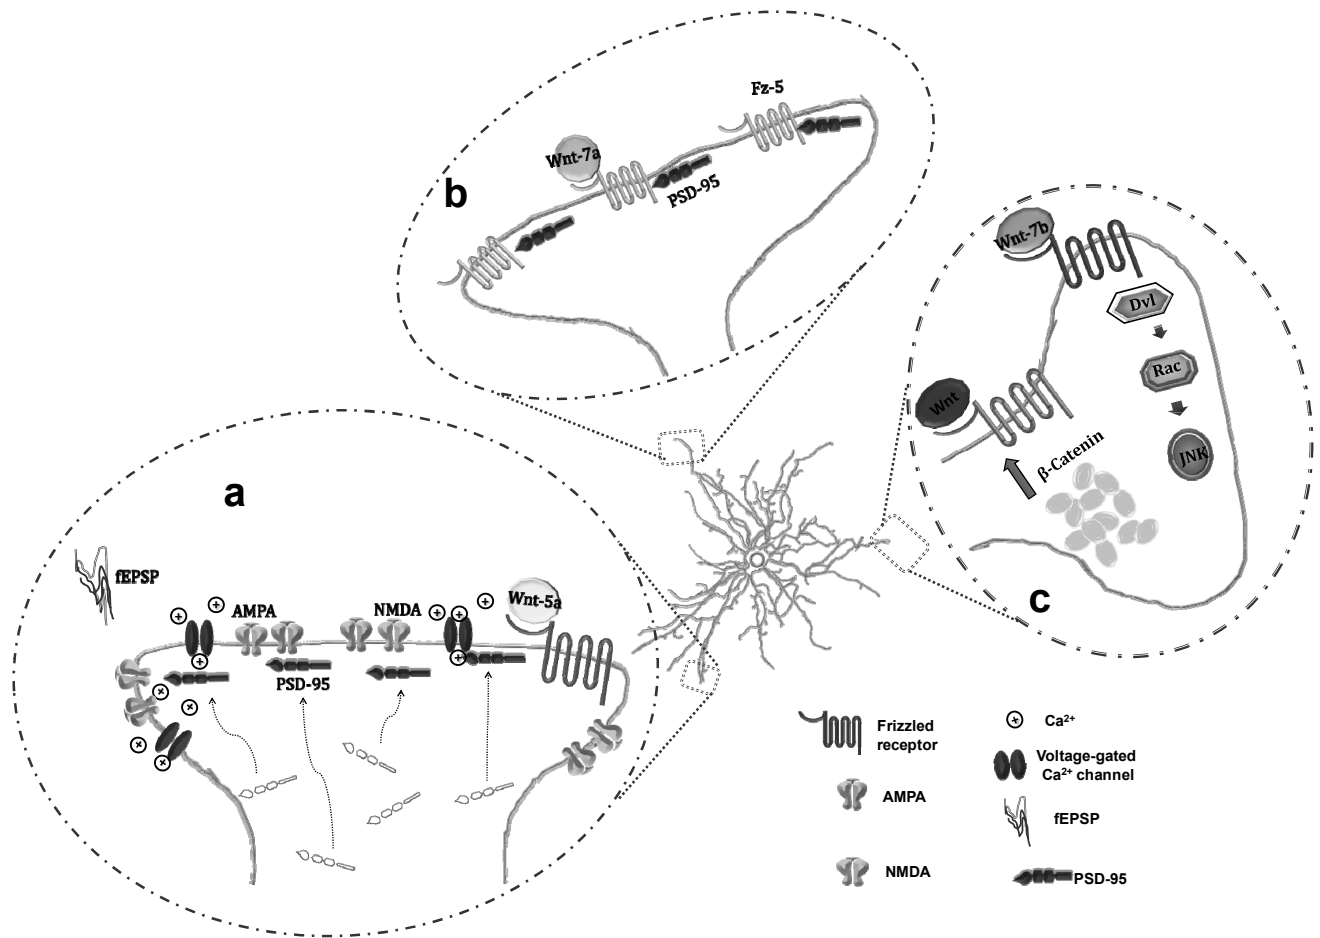 Fz-5
Wnt-7a
b
PSD-95
Wnt-7b
Dvl
Rac
Wnt
β-Catenin
JNK
c
a
fEPSP
AMPA
NMDA
Wnt-5a
PSD-95
Frizzled
receptor
AMPA
NMDA
Ca²⁺
Voltage-gated
Ca²⁺ channel
fEPSP
PSD-95